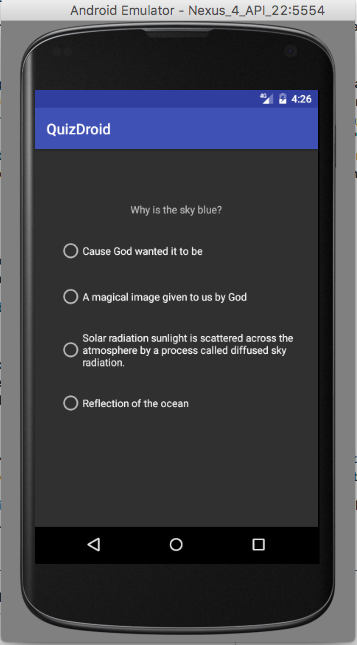 Android Emulator - Nexus_4_API_22:5554
4G 4:26
QuizDroid
Why is the sky blue?
Cause God wanted it to be
A magical image given to us by God
Solar radiation sunlight is scattered across the
atmosphere by a process called diffused sky
radiation.
Reflection of the ocean